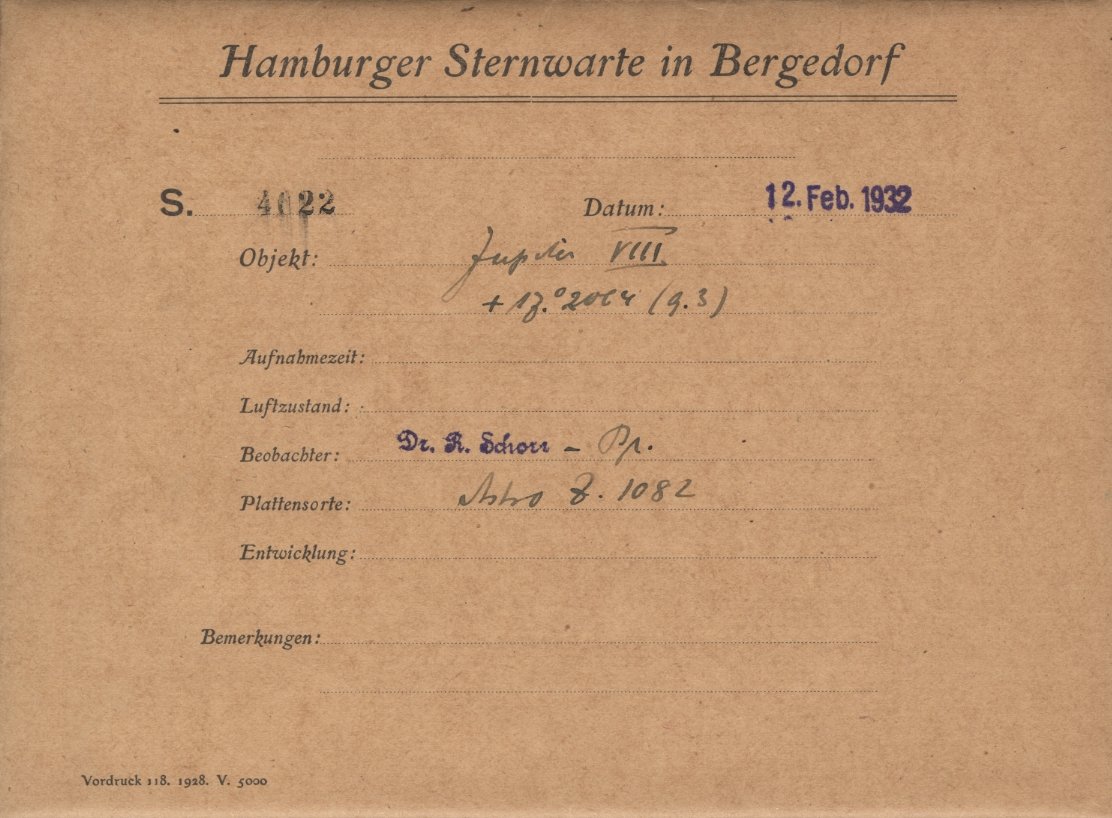 Hamburger Sternwarte in Bergedorf
S. 4022 Datum: 12. Feb. 1932
Objekt: Jupiter VIII
+ 17.° 2064 (9.3)
Aufnahmezeit:
Luftzustand:
Beobachter: Dr. R. Schorr –
Plattensorte: Astro 8. 1082
Entwicklung:
Bemerkungen:
Vordruck 118. 1928. V. 5000